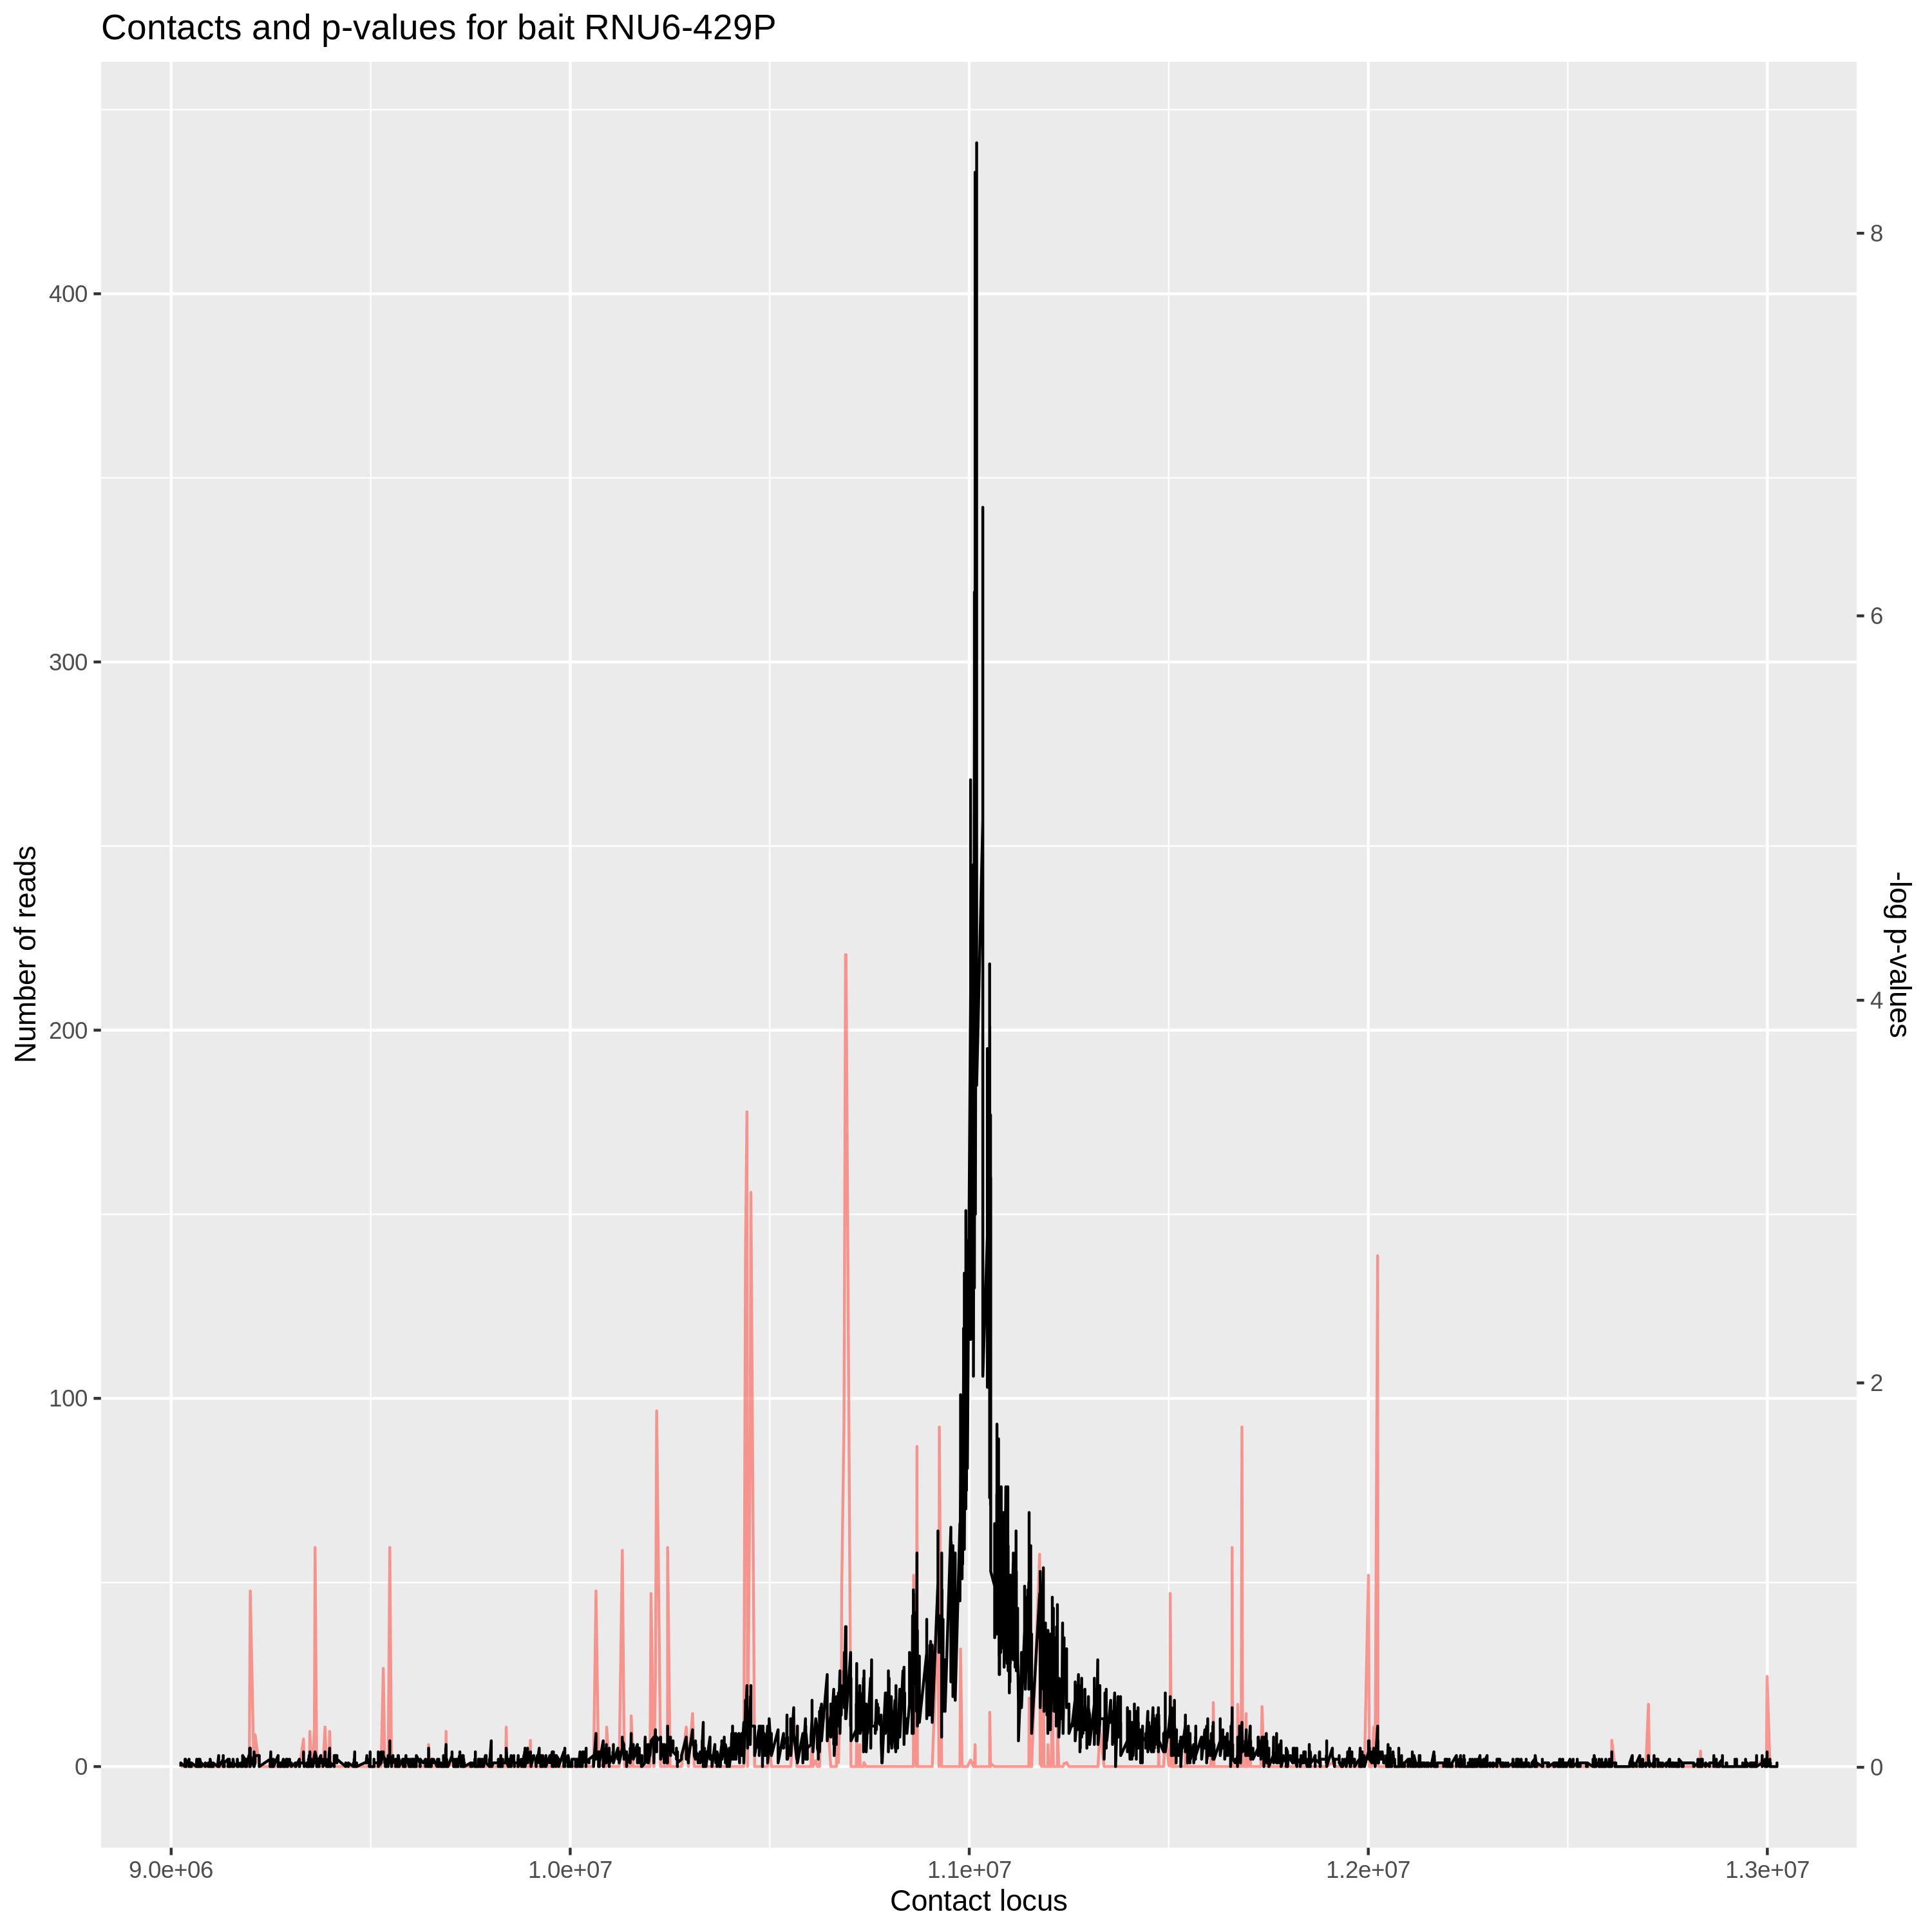 Contacts and p-values for bait RNU6-429P
Number of reads
400
300
200
100
0
8
6
4
2
0
-log p-values
9.0e+06
1.0e+07
1.1e+07
1.2e+07
1.3e+07
Contact locus